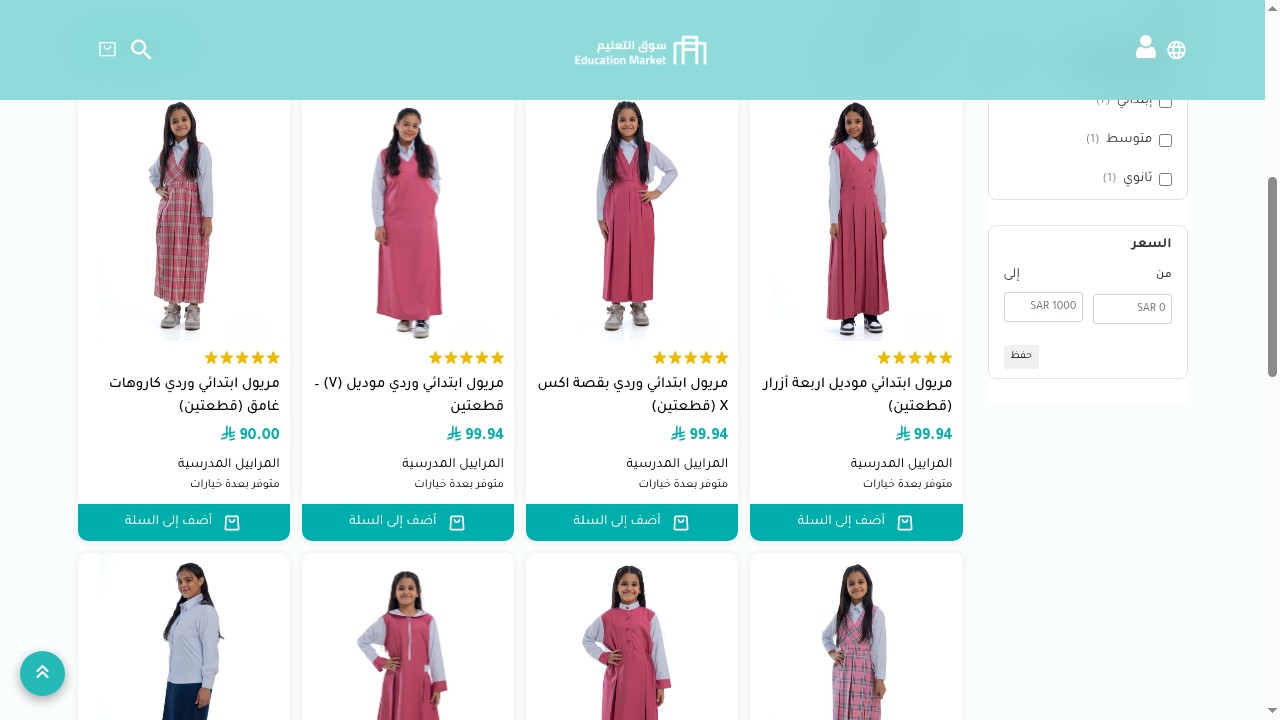 سوق التعليم
Education Market
إبتدائي (7)
متوسط (1)
ثانوي (1)
السعر
من
إلى
SAR 0
SAR 1000
حفظ
مريول ابتدائي موديل اربعة أزرار
(قطعتين)
99.94
المراييل المدرسية
متوفر بعدة خيارات
أضف إلى السلة
مريول ابتدائي وردي بقصة اكس
X (قطعتين)
99.94
المراييل المدرسية
متوفر بعدة خيارات
أضف إلى السلة
مريول ابتدائي وردي موديل (V) -
قطعتين
99.94
المراييل المدرسية
متوفر بعدة خيارات
أضف إلى السلة
مريول ابتدائي وردي كاروهات
غامق (قطعتين)
90.00
المراييل المدرسية
متوفر بعدة خيارات
أضف إلى السلة